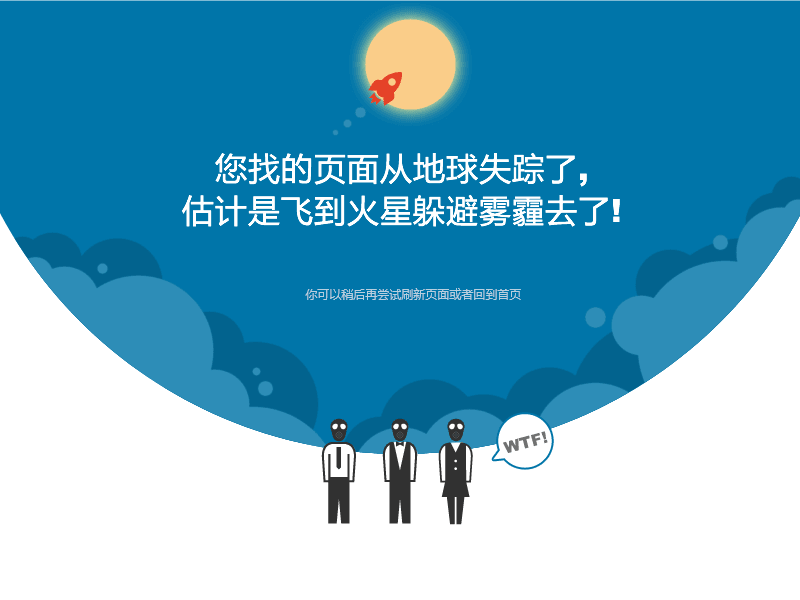 您找的页面从地球失踪了,
估计是飞到火星躲避雾霾去了!
你可以稍后再尝试刷新页面或者回到首页
WTF!